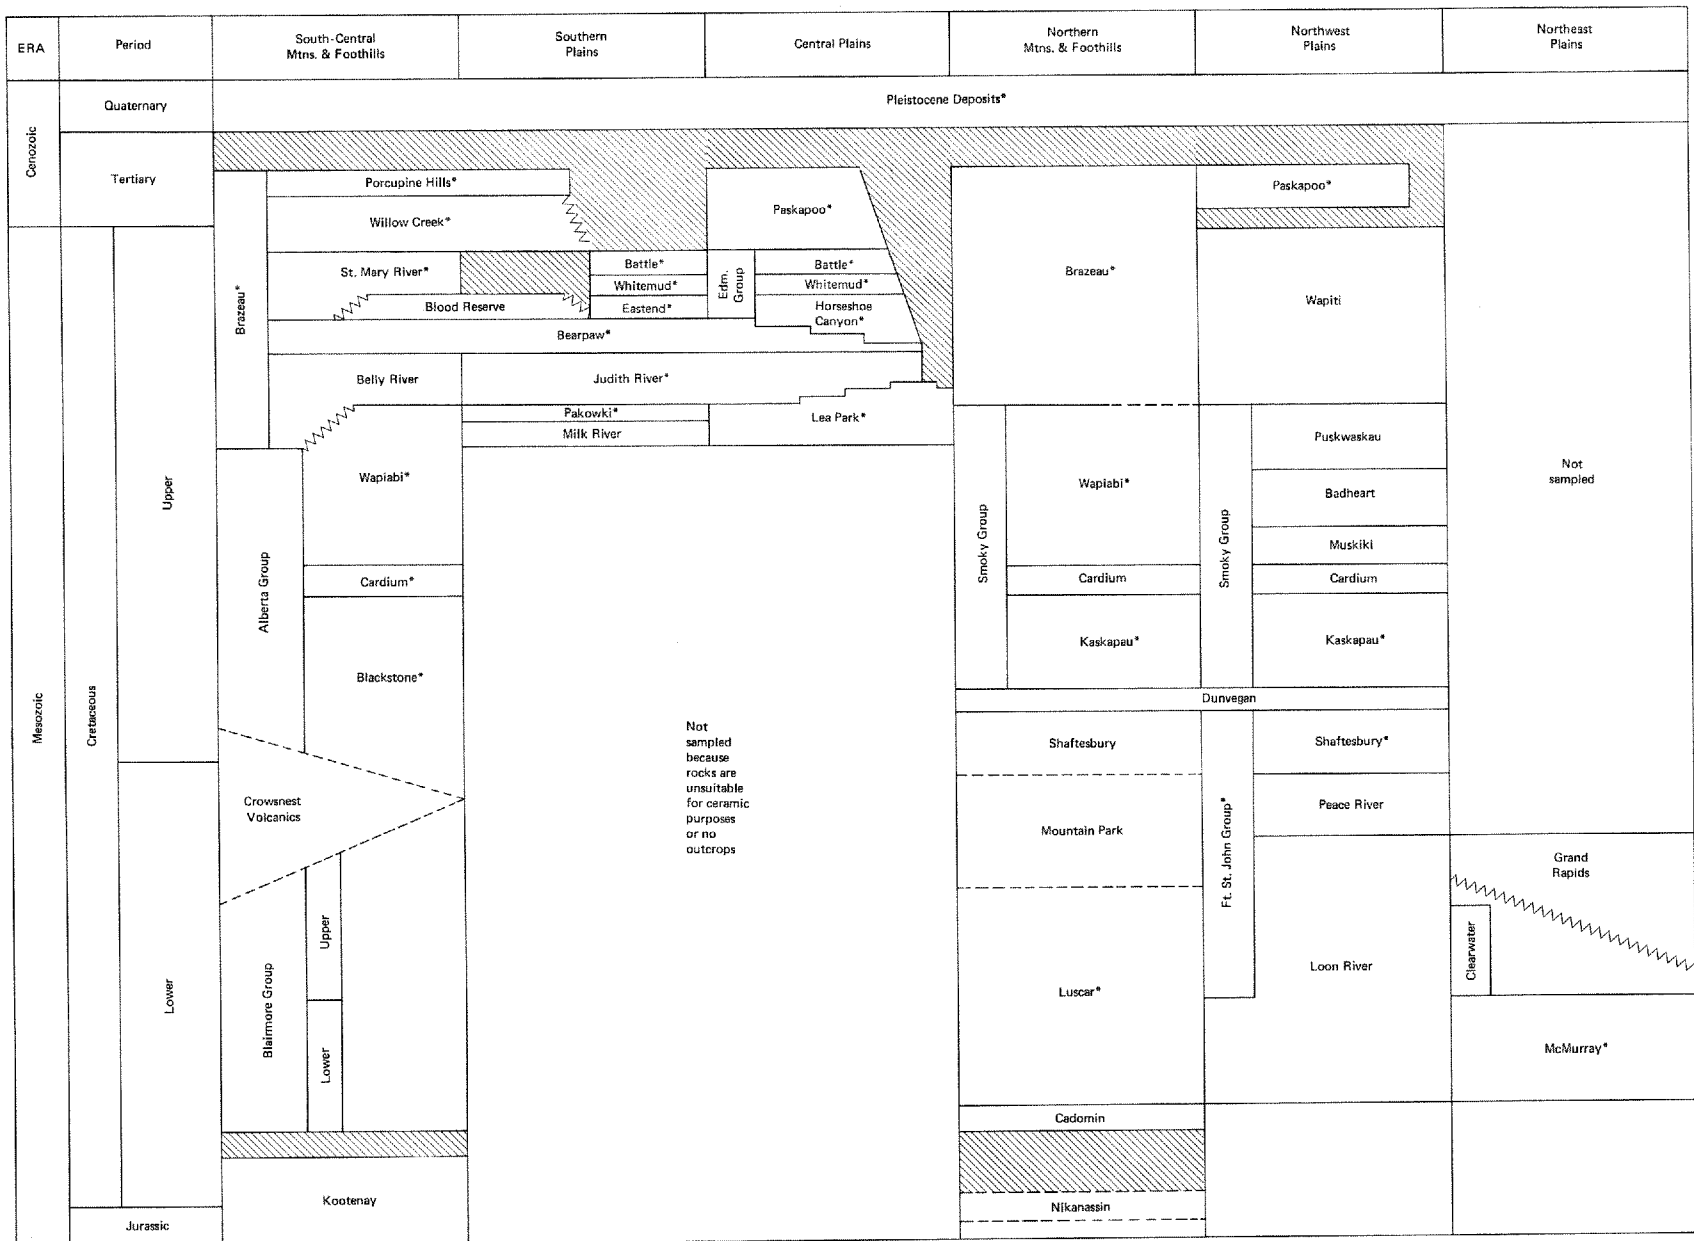 ERA
Period
South-Central
Mtns. & Foothills
Southern
Plains
Central Plains
Northern
Mtns. & Foothills
Northwest
Plains
Northeast
Plains
Cenozoic
Quaternary
Pleistocene Deposits*
Tertiary
Porcupine Hills*
Willow Creek*
Paskapoo*
Paskapoo*
Mesozoic
Cretaceous
Upper
Brazeau*
St. Mary River*
Blood Reserve
Battle*
Whitemud*
Eastend*
Edm.
Group
Battle*
Whitemud*
Horseshoe
Canyon*
Bearpaw*
Belly River
Judith River*
Pakowki*
Milk River
Lea Park*
Brazeau*
Wapiti
Alberta Group
Wapiabi*
Cardium*
Blackstone*
Smoky Group
Wapiabi*
Cardium
Kaskapau*
Smoky Group
Puskwaskau
Badheart
Muskiki
Cardium
Kaskapau*
Not
sampled
Dunvegan
Not
sampled
because
rocks are
unsuitable
for ceramic
purposes
or no
outcrops
Lower
Crowsnest
Volcanics
Blairmore Group
Upper
Lower
Shaftesbury
Mountain Park
Luscar*
Cadomin
Ft. St. John Group*
Shaftesbury*
Peace River
Loon River
Grand
Rapids
Clearwater
McMurray*
Kootenay
Nikanassin
Jurassic